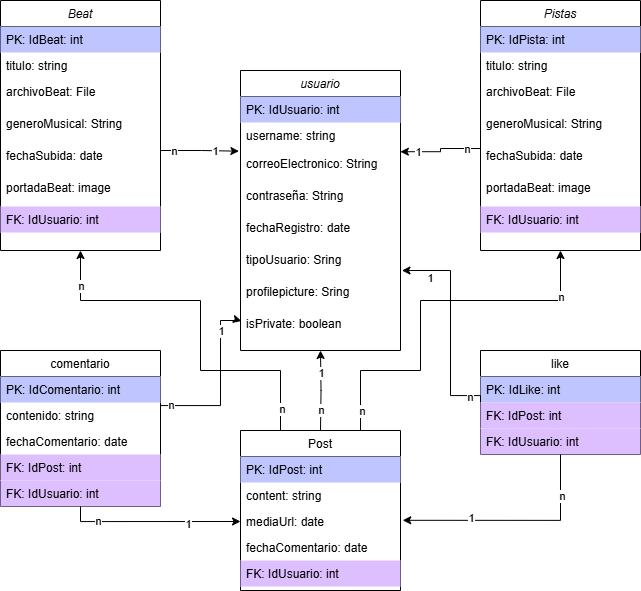 Beat
PK: IdBeat: int
titulo: string
archivoBeat: File
generoMusical: String
fechaSubida: date
portadaBeat: image
FK: IdUsuario: int
Pistas
PK: IdPista: int
titulo: string
archivoBeat: File
generoMusical: String
fechaSubida: date
portadaBeat: image
FK: IdUsuario: int
usuario
PK: IdUsuario: int
username: string
correoElectronico: String
contraseña: String
fechaRegistro: date
tipoUsuario: Sring
profilepicture: Sring
isPrivate: boolean
n
1
1
n
n
n
1
1
comentario
PK: IdComentario: int
contenido: string
fechaComentario: date
FK: IdPost: int
FK: IdUsuario: int
like
PK: IdLike: int
FK: IdPost: int
FK: IdUsuario: int
1
n
n
n
n
n
Post
PK: IdPost: int
content: string
mediaUrl: date
fechaComentario: date
FK: IdUsuario: int
n
1
n
1